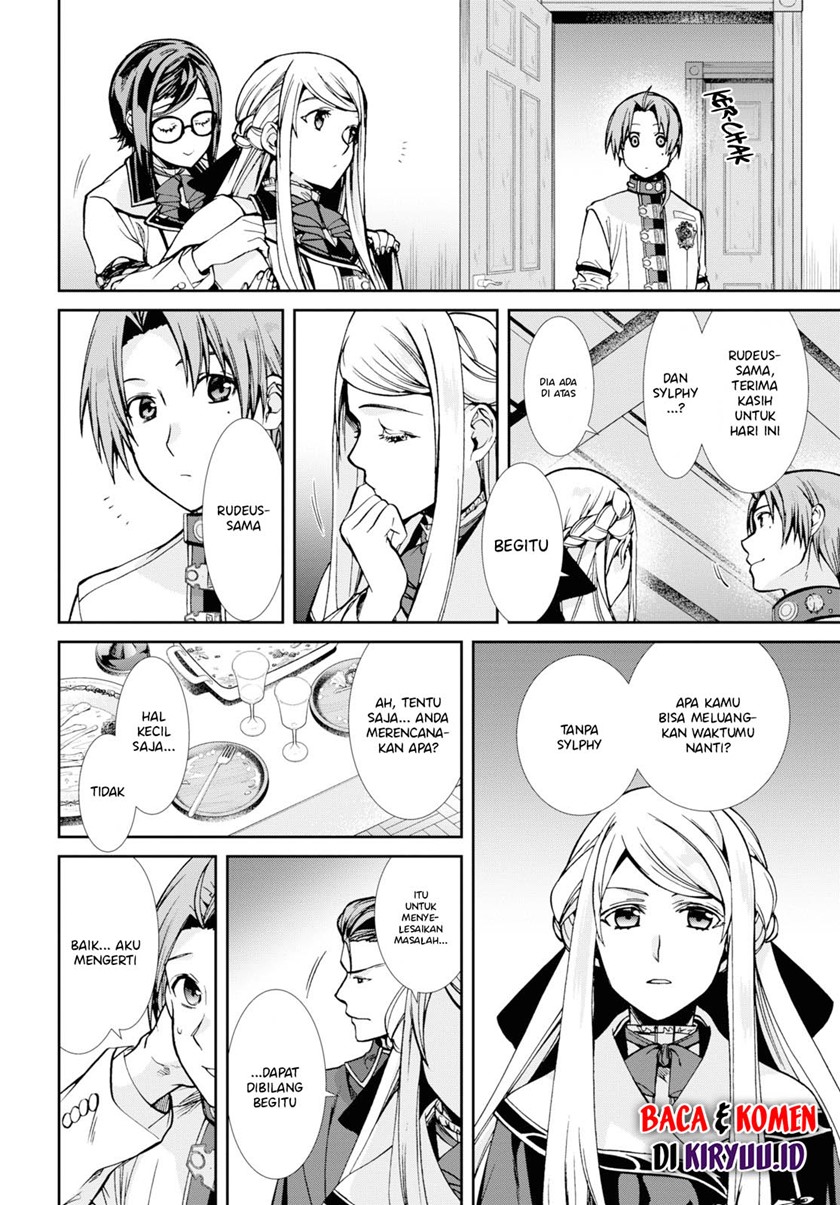 KER-CHAK
RUDEUS-
SAMA,
TERIMA
KASIH
UNTUK
HARI INI
DAN
SYLPHY
...?
DIA ADA
DI ATAS
BEGITU
RUDEUS-
SAMA
APA KAMU
BISA MELUANG-
KAN WAKTUMU
NANTI?
TANPA
SYLPHY
AH, TENTU
SAJA... ANDA
MERENCANA-
KAN APA?
HAL
KECIL
SAJA...
TIDAK
ITU
UNTUK
MENYE-
LESAIKAN
MASALAH...
...DAPAT
DIBILANG
BEGITU
BAIK... AKU
MENGERTI
BACA & KOMEN
DI KIRYUU.ID